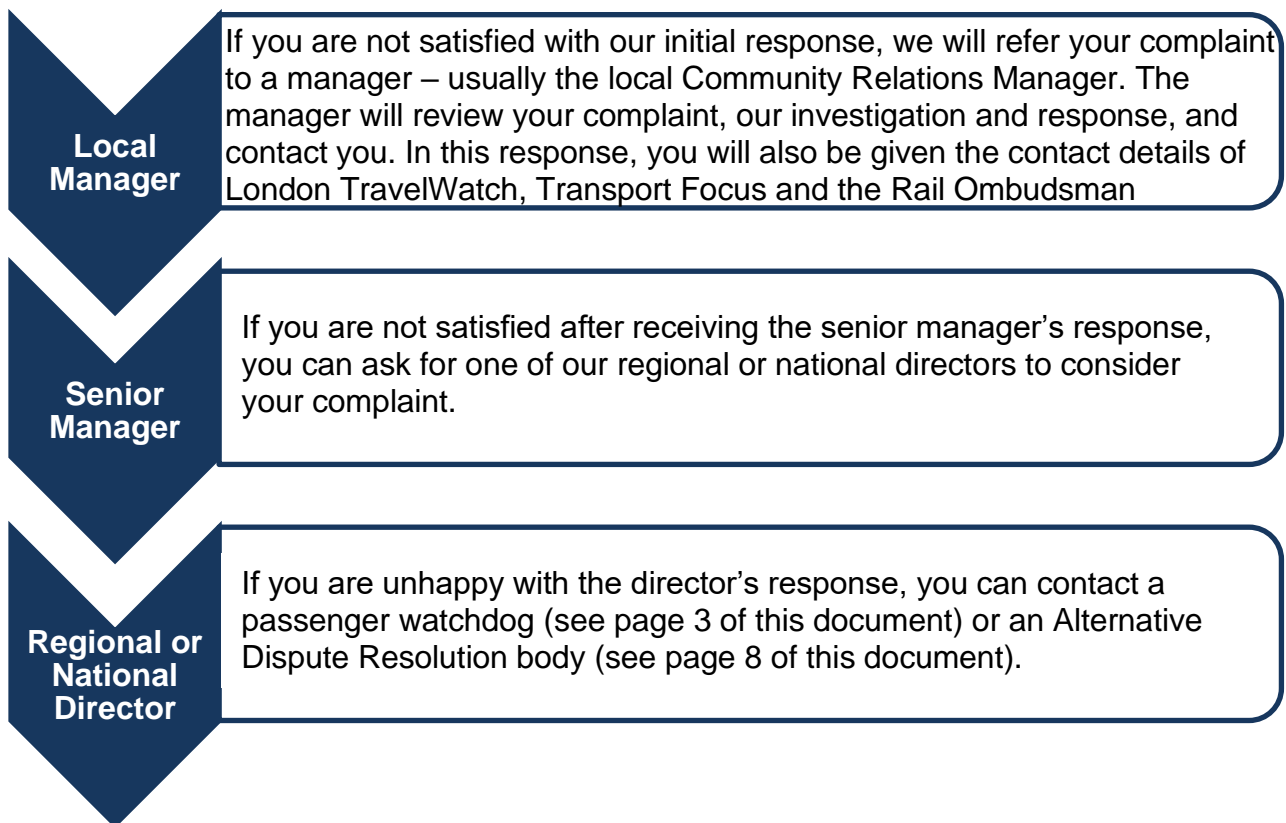 Local
Manager
If you are not satisfied with our initial response, we will refer your complaint
to a manager – usually the local Community Relations Manager. The
manager will review your complaint, our investigation and response, and
contact you. In this response, you will also be given the contact details of
London TravelWatch, Transport Focus and the Rail Ombudsman
Senior
Manager
If you are not satisfied after receiving the senior manager’s response,
you can ask for one of our regional or national directors to consider
your complaint.
Regional or
National
Director
If you are unhappy with the director’s response, you can contact a
passenger watchdog (see page 3 of this document) or an Alternative
Dispute Resolution body (see page 8 of this document).